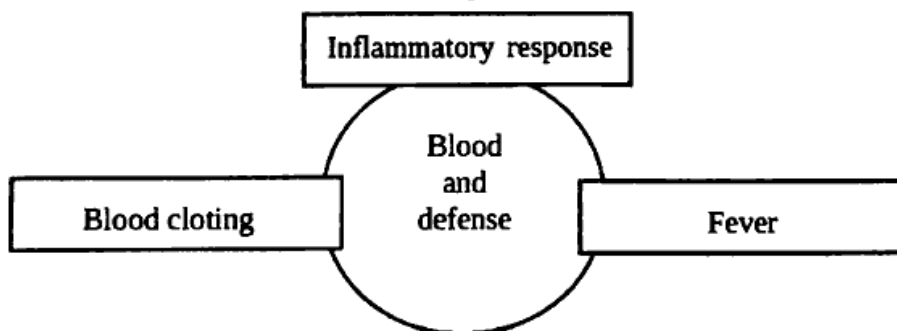 Inflammatory response
Blood
and
defense
Blood cloting
Fever